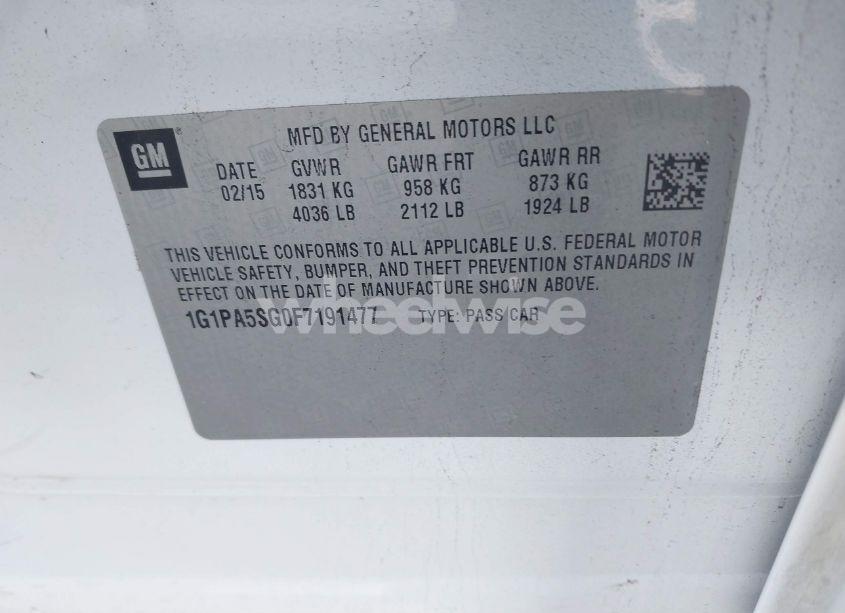 GM
MFD BY GENERAL MOTORS LLC
DATE GVWR GAWR FRT GAWR RR
02/15 1831 KG 958 KG 873 KG
4036 LB 2112 LB 1924 LB
THIS VEHICLE CONFORMS TO ALL APPLICABLE U.S. FEDERAL MOTOR
VEHICLE SAFETY, BUMPER, AND THEFT PREVENTION STANDARDS IN
EFFECT ON THE DATE OF MANUFACTURE SHOWN ABOVE.
1G1PA5SG0F7191477 TYPE: PASS CAR
wheelwise